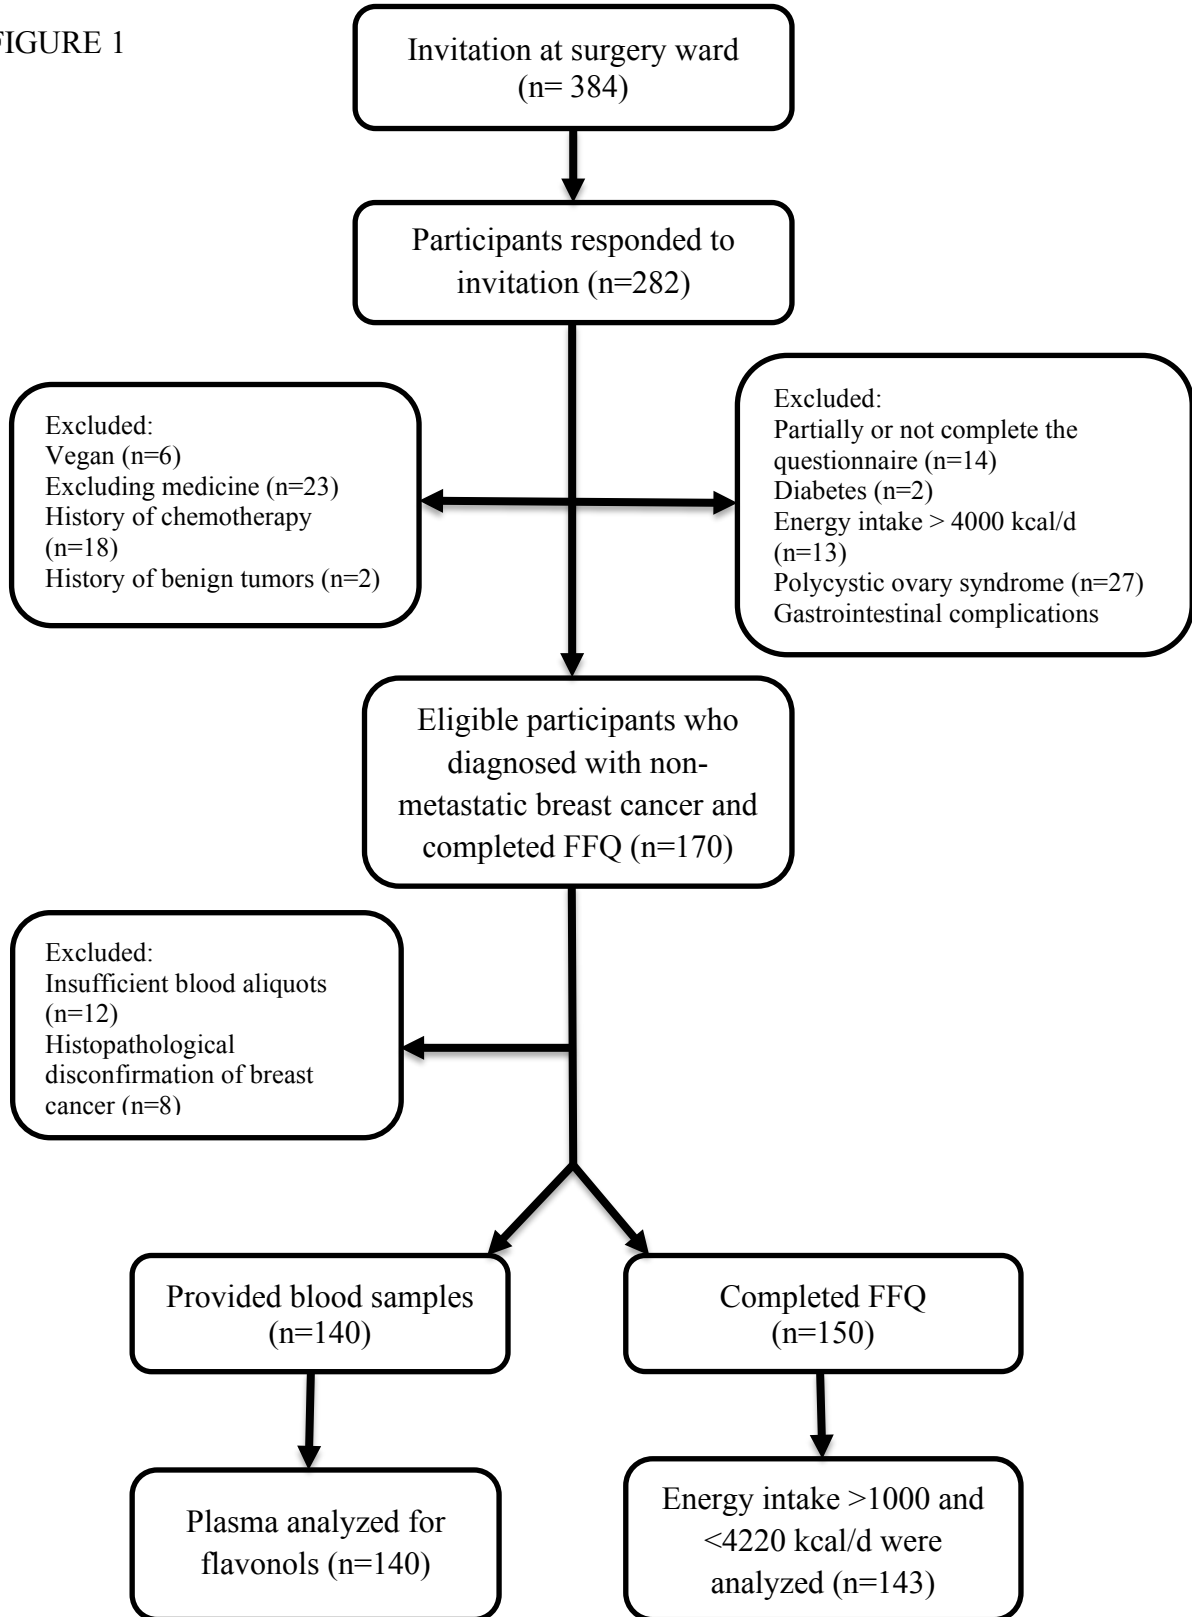 FIGURE 1
Invitation at surgery ward
(n= 384)
Participants responded to
invitation (n=282)
Excluded:
Vegan (n=6)
Excluding medicine (n=23)
History of chemotherapy
(n=18)
History of benign tumors (n=2)
Excluded:
Partially or not complete the
questionnaire (n=14)
Diabetes (n=2)
Energy intake > 4000 kcal/d
(n=13)
Polycystic ovary syndrome (n=27)
Gastrointestinal complications
Eligible participants who
diagnosed with non-
metastatic breast cancer and
completed FFQ (n=170)
Excluded:
Insufficient blood aliquots
(n=12)
Histopathological
disconfirmation of breast
cancer (n=8)
Provided blood samples
(n=140)
Completed FFQ
(n=150)
Plasma analyzed for
flavonols (n=140)
Energy intake >1000 and
<4220 kcal/d were
analyzed (n=143)